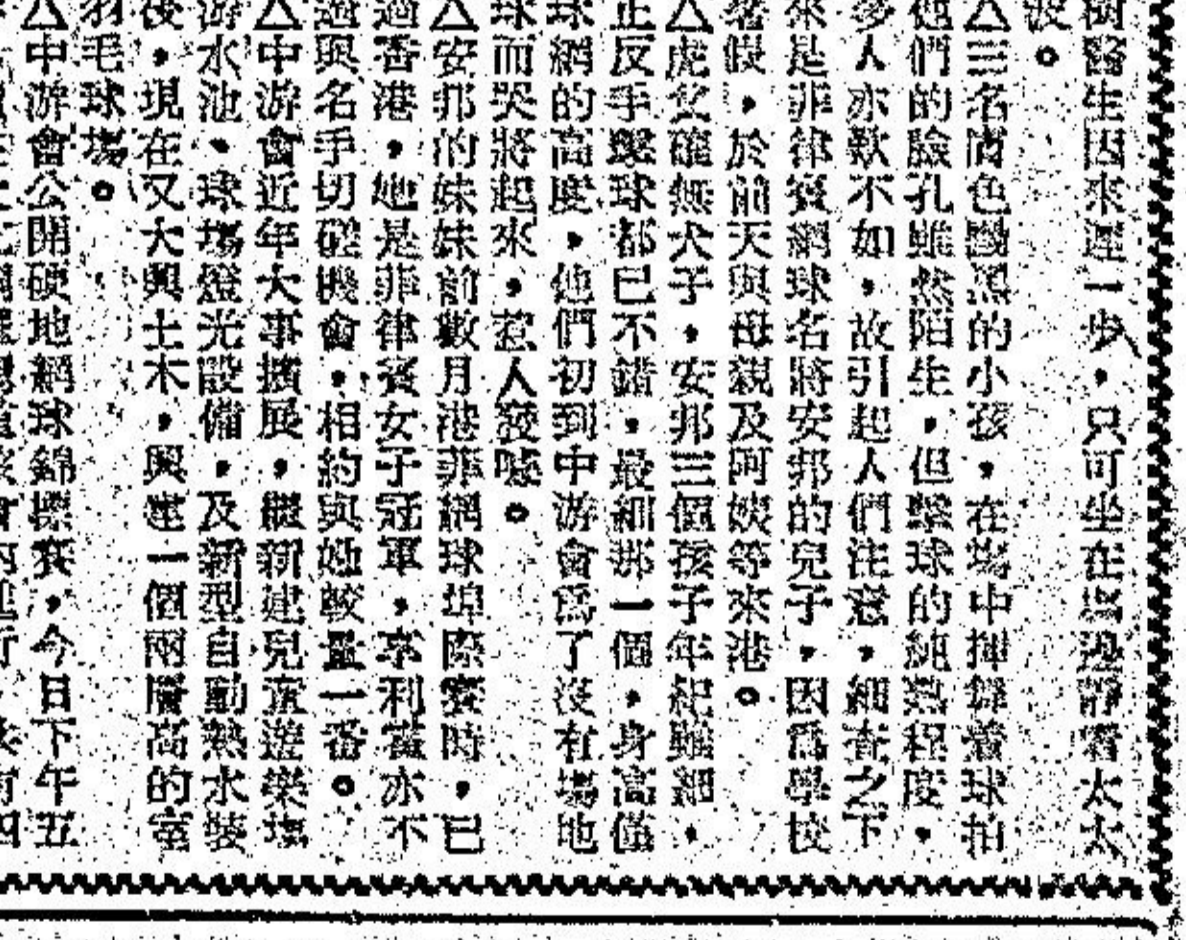 醫生因來遲一步，只可坐在場邊靜看太太
波。
△三名膚色黝黑的小孩，在場中揮舞着球拍
他們的臉孔雖然陌生，但擊球的純熟程度，
多人亦歎不如，故引起人們注意，細查之下
來是菲律賓網球名將安邦的兒子，因爲學校
暑假，於前天與母親及阿姨等來港。
△虎父確無犬子，安邦三個孩子年紀雖細，
正反手擊球都已不錯，最細那一個，身高僅
球網的高度，他們初到中游會爲了沒有場地
球而哭將起來，惹人發噱。
△安邦的妹妹前數月港菲網球埠際賽時，已
過香港，她是菲律賓女子冠軍，李利當亦不
過與名手切磋機會，相約與她較量一番。
△中游會近年大事擴展，繼新建兒童遊樂場
游水池、球場燈光設備，及新型自動熱水裝
後，現在又大興土木，興建一個兩層高的室
羽毛球場。
△中游會公開硬地網球錦標賽，今日下午五